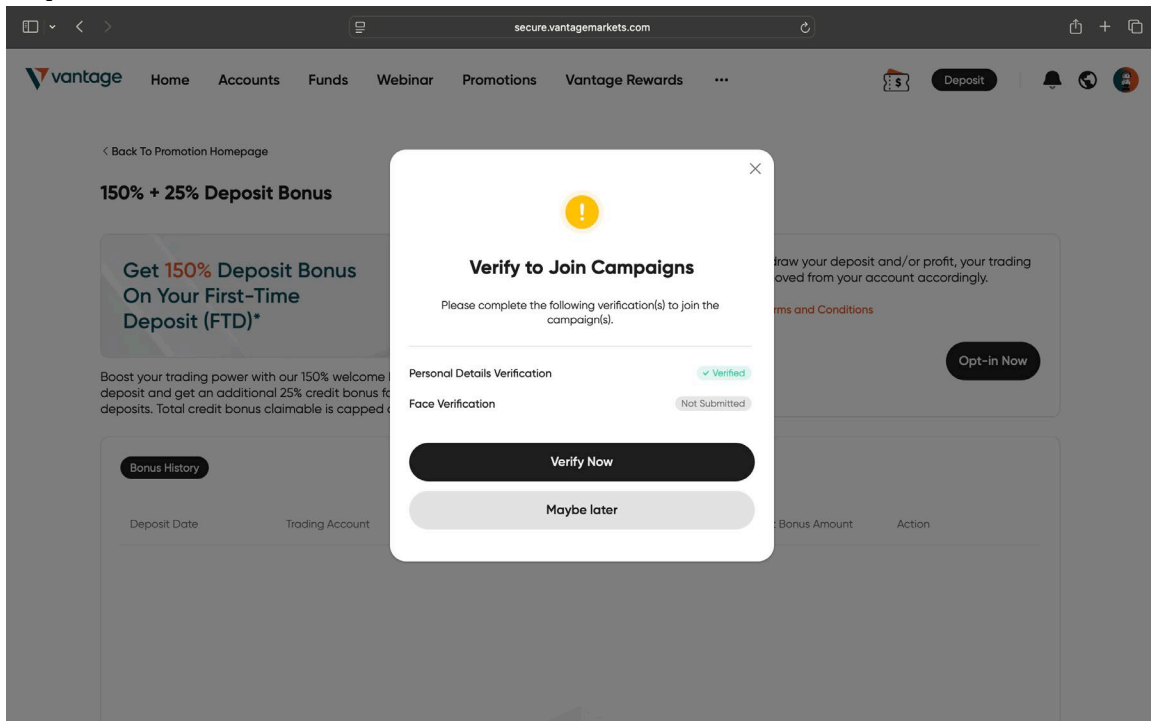 secure.vantagemarkets.com
vantage Home Accounts Funds Webinar Promotions Vantage Rewards ••• $ Deposit
< Back To Promotion Homepage
150% + 25% Deposit Bonus
Get 150% Deposit Bonus
On Your First-Time
Deposit (FTD)*
Boost your trading power with our 150% welcome
deposit and get an additional 25% credit bonus
deposits. Total credit bonus claimable is capped
your deposit and/or profit, your trading
from your account accordingly.
and Conditions
Opt-in Now
Bonus History
Deposit Date Trading Account Bonus Amount Action
!
Verify to Join Campaigns
Please complete the following verification(s) to join the
campaign(s).
Personal Details Verification ✓ Verified
Face Verification Not Submitted
Verify Now
Maybe later